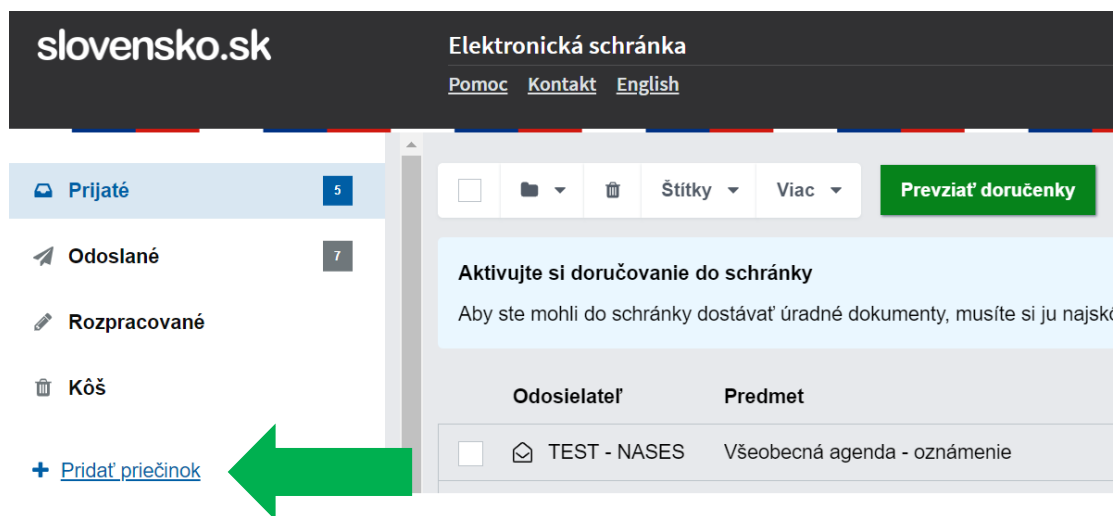 slovensko.sk
Elektronická schránka
Pomoc Kontakt English
Prijaté 5
Odoslané 7
Rozpracované
Kôš
Pridať priečinok
Štítky Viac Prevziať doručenky
Aktivujte si doručovanie do schránky
Aby ste mohli do schránky dostávať úradné dokumenty, musíte si ju
Odosielateľ Predmet
TEST - NASES Všeobecná agenda - oznámenie